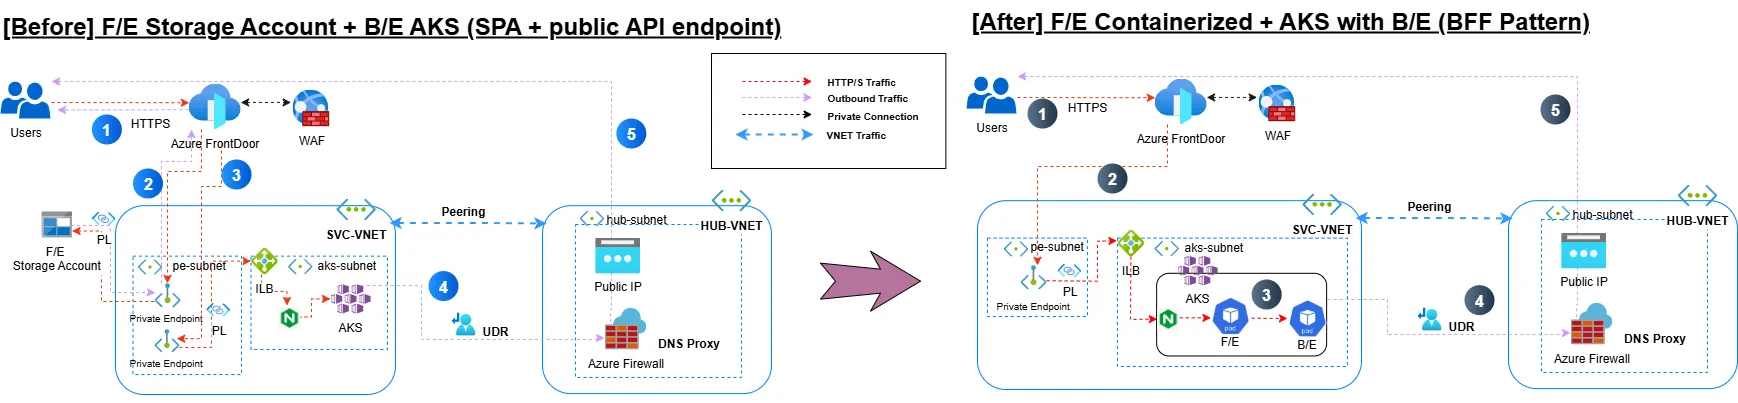 [Before] F/E Storage Account + B/E AKS (SPA + public API endpoint)
[After] F/E Containerized + AKS with B/E (BFF Pattern)
HTTP/S Traffic
Outbound Traffic
Private Connection
VNET Traffic
Users
1
HTTPS
Azure FrontDoor
WAF
2
3
5
F/E
Storage Account
PL
SVC-VNET
pe-subnet
Private Endpoint
PL
Private Endpoint
ILB
aks-subnet
AKS
Peering
4
UDR
hub-subnet
HUB-VNET
Public IP
DNS Proxy
Azure Firewall
Users
1
HTTPS
Azure FrontDoor
WAF
2
5
SVC-VNET
pe-subnet
PL
Private Endpoint
ILB
aks-subnet
AKS
3
pod
F/E
pod
B/E
Peering
4
UDR
hub-subnet
HUB-VNET
Public IP
DNS Proxy
Azure Firewall